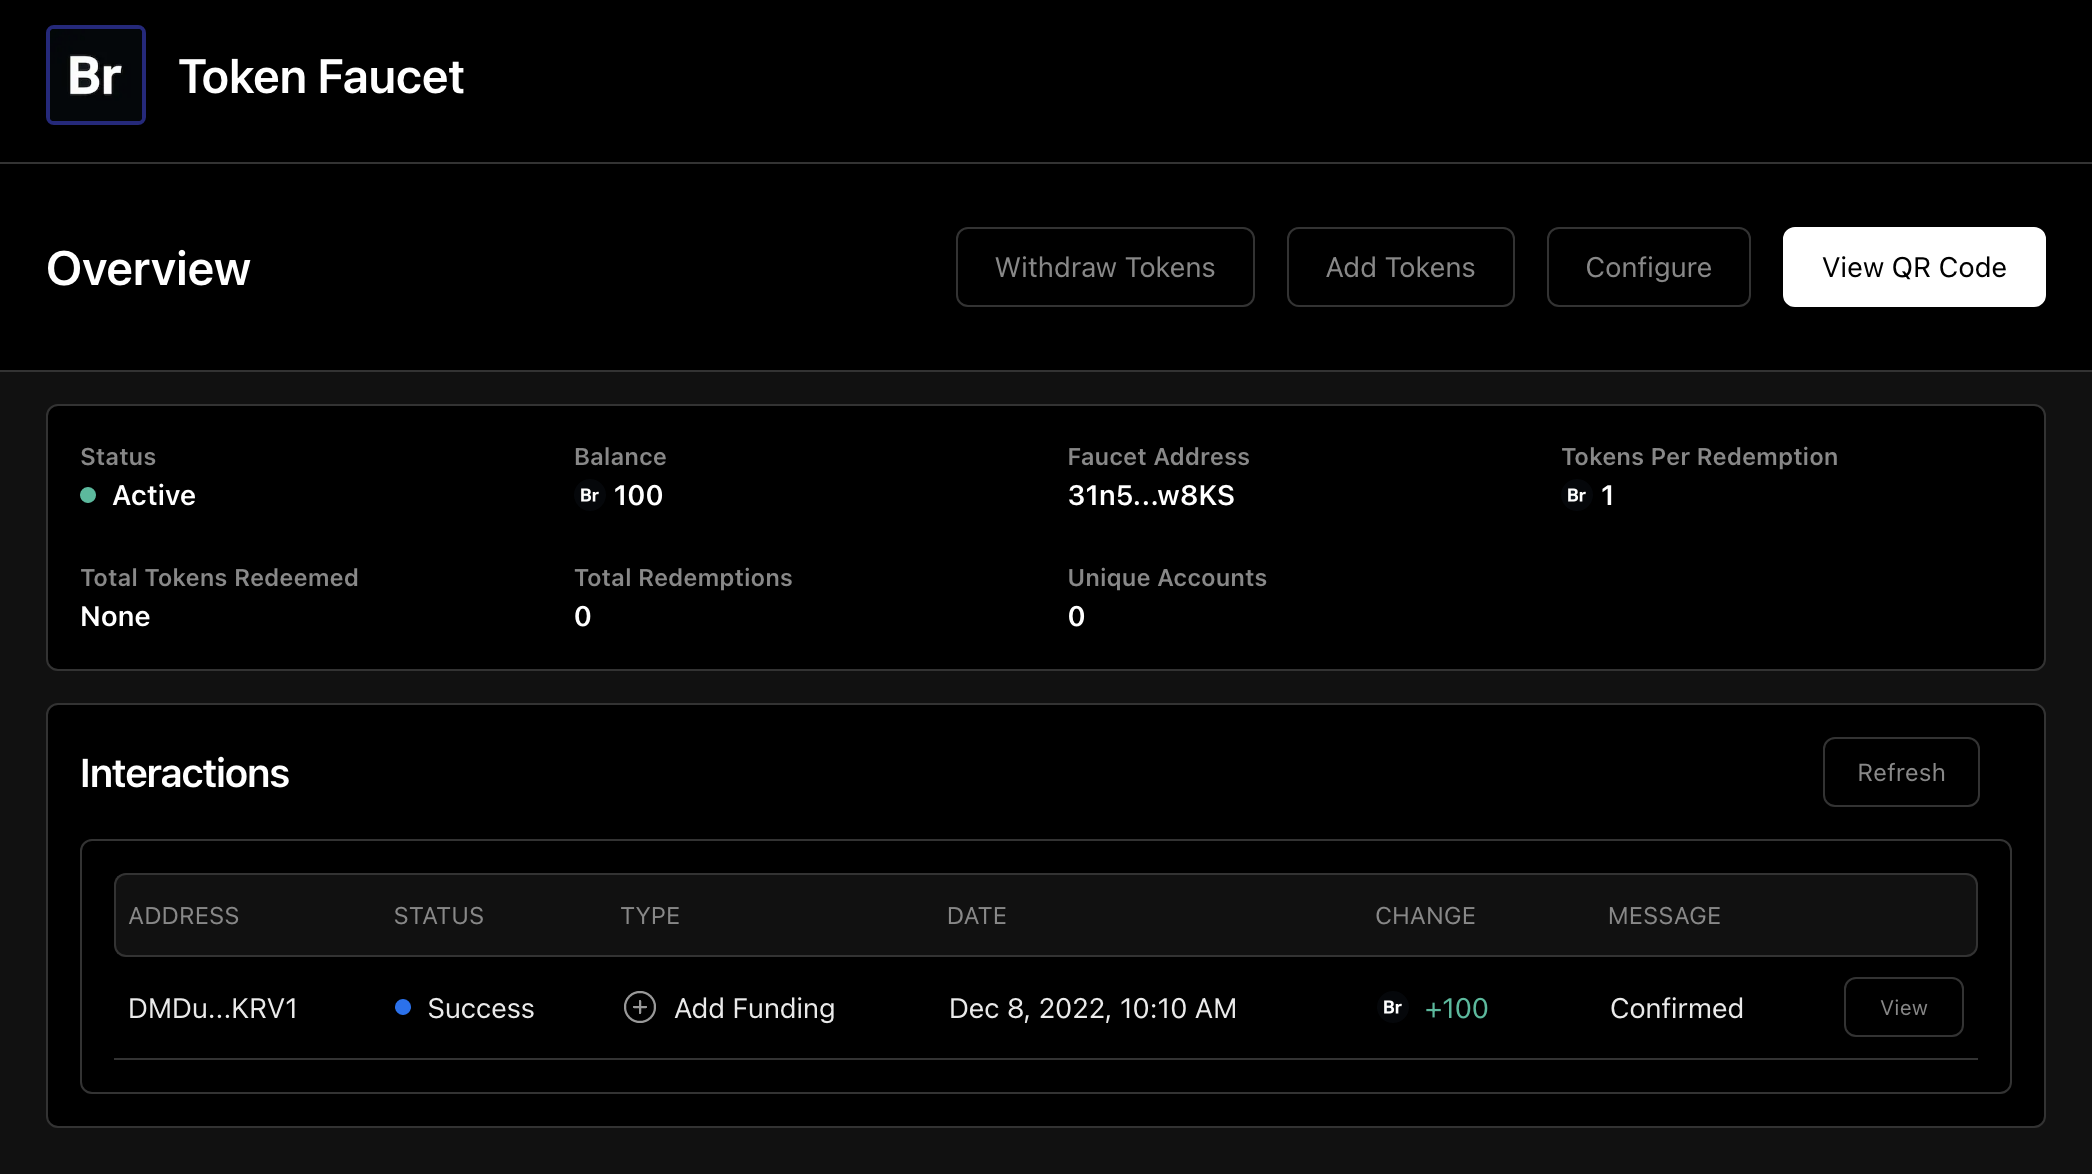 Br Token Faucet
Overview Withdraw Tokens Add Tokens Configure View QR Code
Status Balance Faucet Address Tokens Per Redemption
Active Br 100 31n5...w8KS Br 1
Total Tokens Redeemed Total Redemptions Unique Accounts
None 0 0
Interactions Refresh
ADDRESS STATUS TYPE DATE CHANGE MESSAGE
DMDu...KRV1 Success Add Funding Dec 8, 2022, 10:10 AM Br +100 Confirmed View